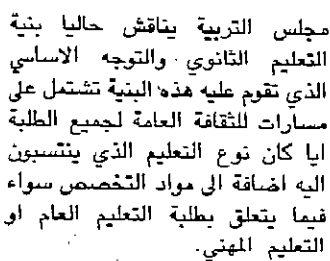 مجلس التربية يناقش حاليا بنية
التعليم الثانوي والتوجه الاساسي
الذي تقوم عليه هذه البنية تشتمل على
مسارات للثقافة العامة لجميع الطلبة
ايا كان نوع التعليم الذي ينتسبون
اليه اضافة الى مواد التخصص سواء
فيما يتعلق بطلبة التعليم العام او
التعليم المهني.